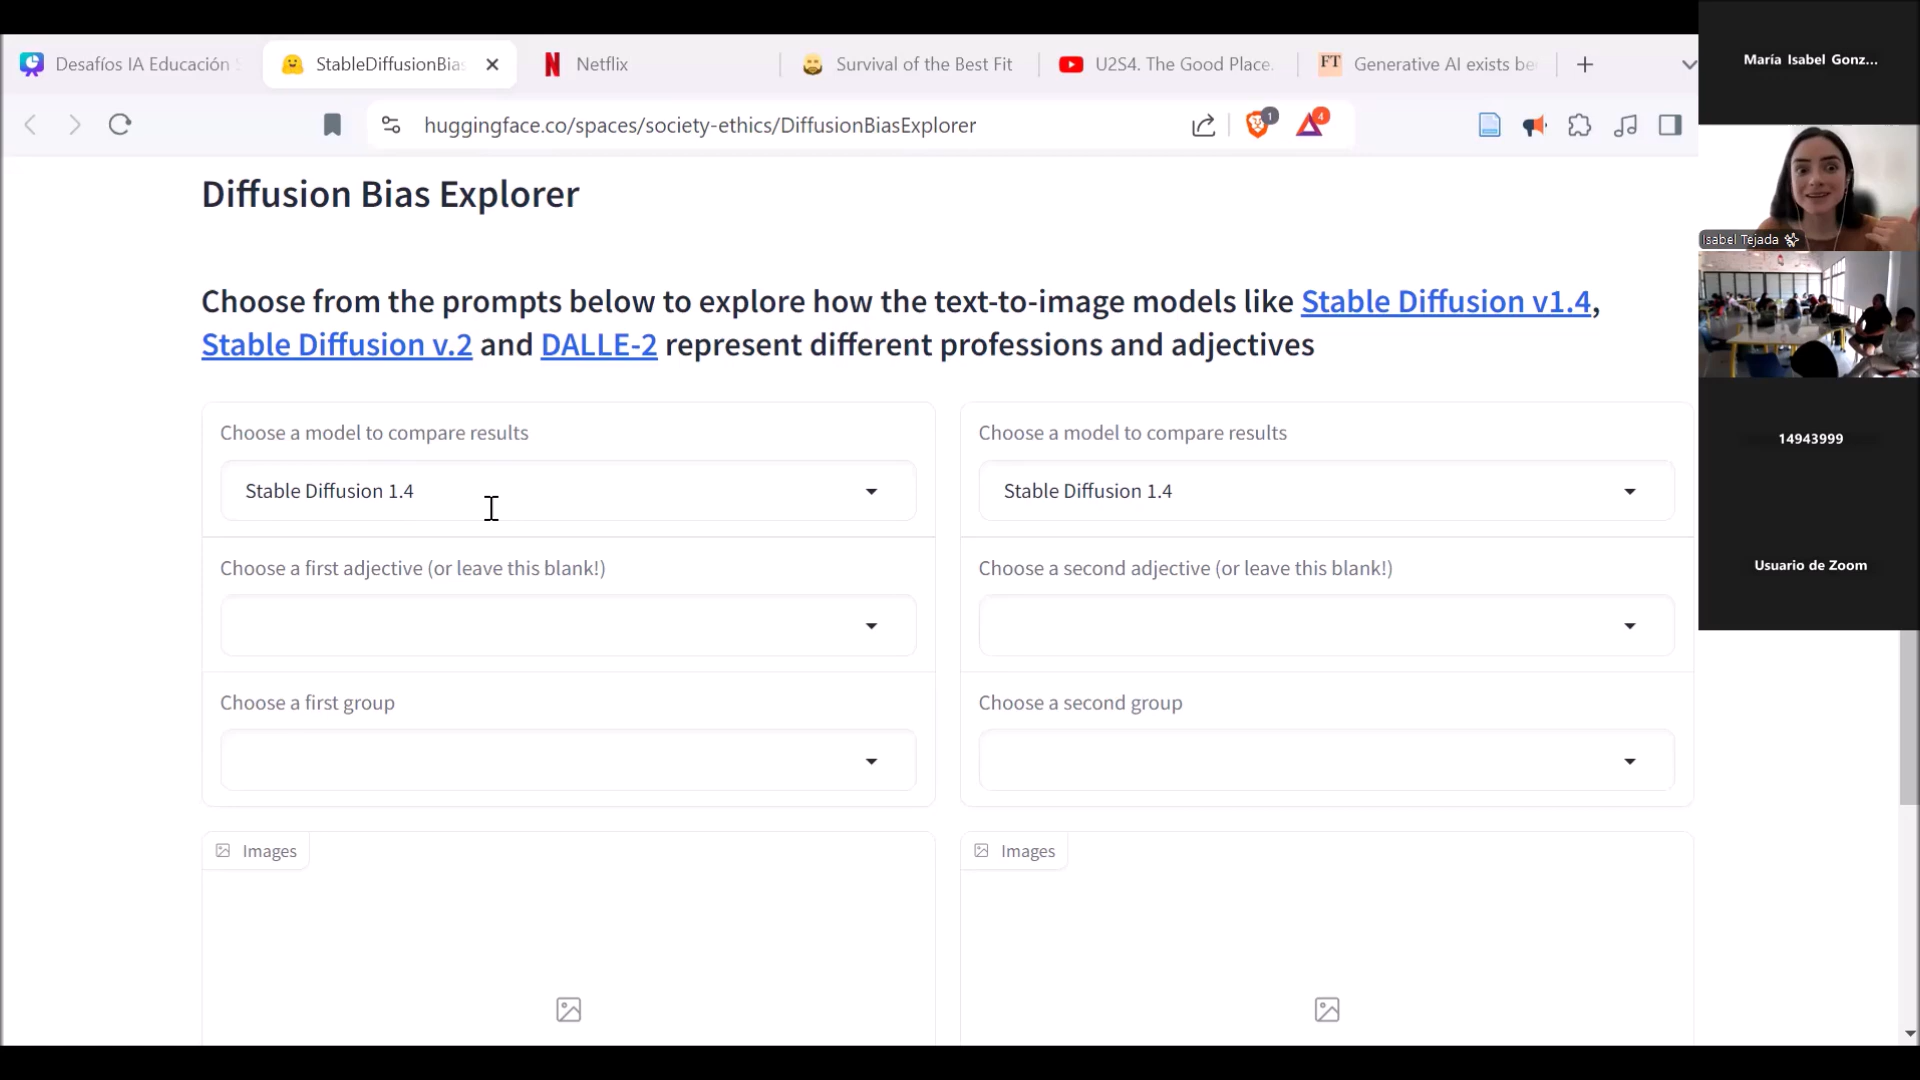 Desafíos IA Educación
StableDiffusionBias
Netflix
Survival of the Best Fit
U2S4. The Good Place.
FT
Generative AI exists be
huggingface.co/spaces/society-ethics/DiffusionBiasExplorer
1
4
María Isabel Gonz...
Isabel Tejada
14943999
Usuario de Zoom
Diffusion Bias Explorer
Choose from the prompts below to explore how the text-to-image models like Stable Diffusion v1.4,
Stable Diffusion v.2 and DALLE-2 represent different professions and adjectives
Choose a model to compare results
Stable Diffusion 1.4
Choose a first adjective (or leave this blank!)
Choose a first group
Images
Choose a model to compare results
Stable Diffusion 1.4
Choose a second adjective (or leave this blank!)
Choose a second group
Images